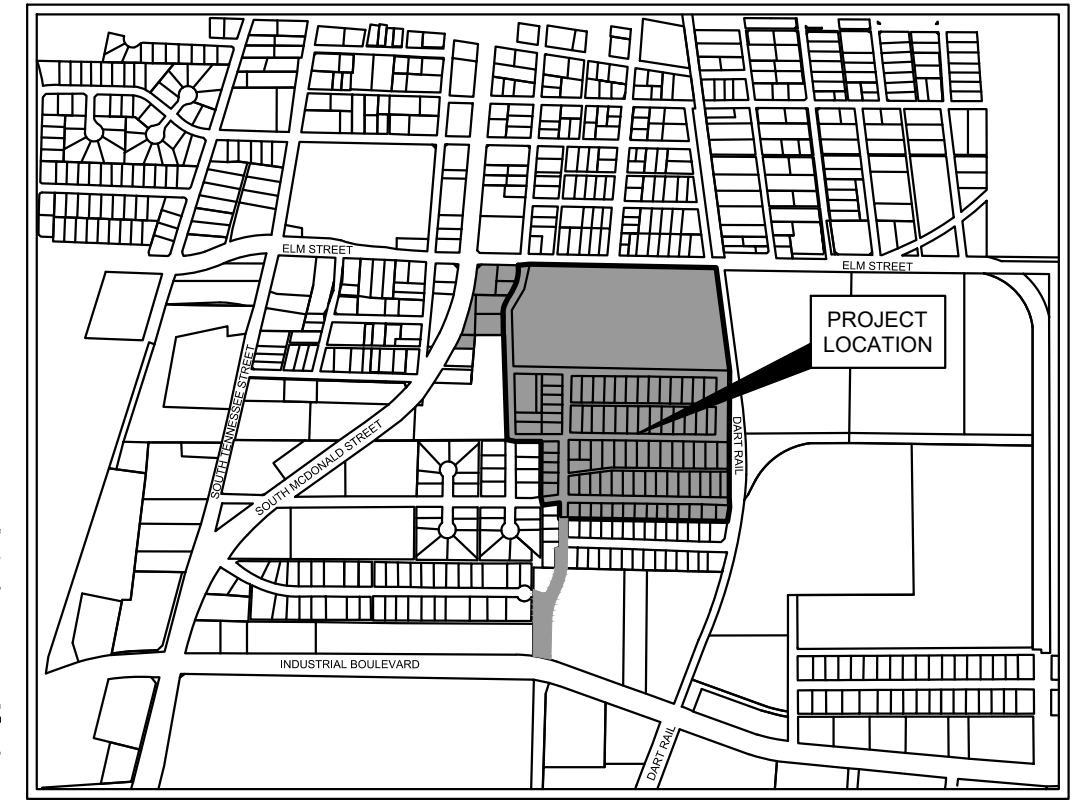 ELM STREET
ELM STREET
PROJECT
LOCATION
SOUTH TENNESSEE STREET
SOUTH MCDONALD STREET
DART RAIL
INDUSTRIAL BOULEVARD
DART RAIL